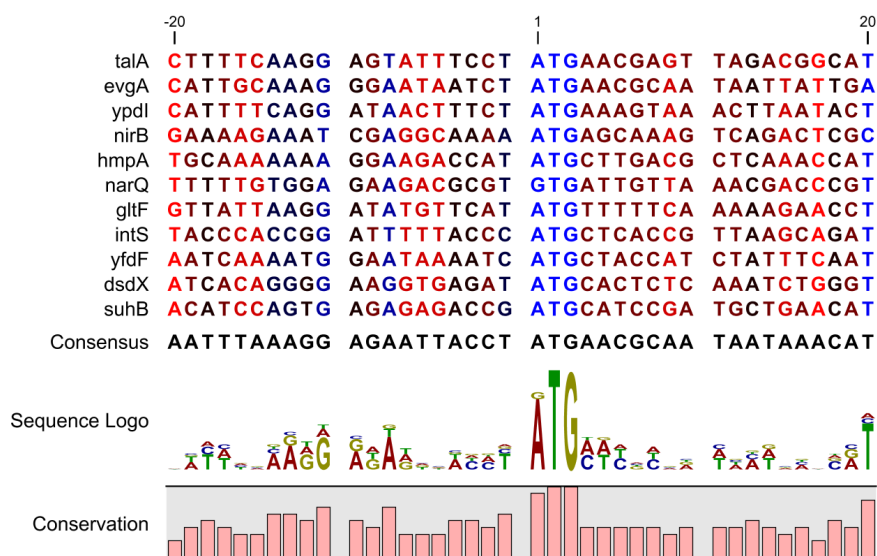 -20 1 20
talA CTTTTCAAGG AGTATTTCCT ATGAACGAGT TAGACGGCAT
evgA CATTGCAAAG GGAATAATCT ATGAACGCAA TAATTATTGA
ypdI CATTTTCAGG ATAACTTTCT ATGAAAGTAA ACTTAATACT
nirB GAAAAGAAAT CGAGGCAAAA ATGAGCAAAG TCAGACTCGC
hmpA TGCAAAAAAA GGAAGACCAT ATGCTTGACG CTCAAACCAT
narQ TTTTTGTGGA GAAGACGCGT GTGATTGTTA AACGACCCGT
gltF GTTATTAAGG ATATGTTCAT ATGTTTTTCA AAAAGAACCT
intS TACCCACCGG ATTTTTACCC ATGCTCACCG TTAAGCAGAT
yfdF AATCAAAATG GAATAAAATC ATGCTACCAT CTATTTCAAT
dsdX ATCACAGGGG AAGGTGAGAT ATGCACTCTC AAATCTGGGT
suhB ACATCCAGTG AGAGAGACCG ATGCATCCGA TGCTGAACAT
Consensus AATTTAAAGG AGAATTACCT ATGAACGCAA TAATAAACAT
Sequence Logo
Conservation